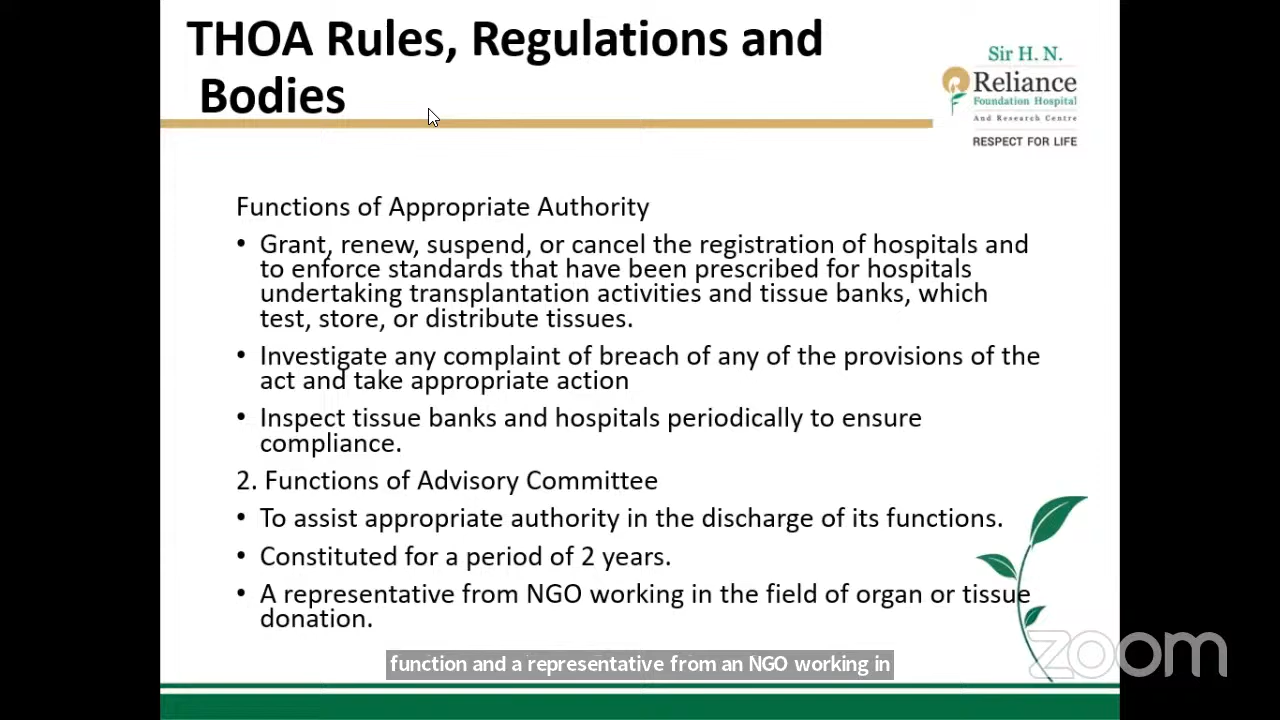 THOA Rules, Regulations and
Bodies
Sir H. N.
Reliance
Foundation Hospital
And Research Centre
RESPECT FOR LIFE
Functions of Appropriate Authority
• Grant, renew, suspend, or cancel the registration of hospitals and
to enforce standards that have been prescribed for hospitals
undertaking transplantation activities and tissue banks, which
test, store, or distribute tissues.
• Investigate any complaint of breach of any of the provisions of the
act and take appropriate action
• Inspect tissue banks and hospitals periodically to ensure
compliance.
2. Functions of Advisory Committee
• To assist appropriate authority in the discharge of its functions.
• Constituted for a period of 2 years.
• A representative from NGO working in the field of organ or tissue
donation.
zoom
function and a representative from an NGO working in